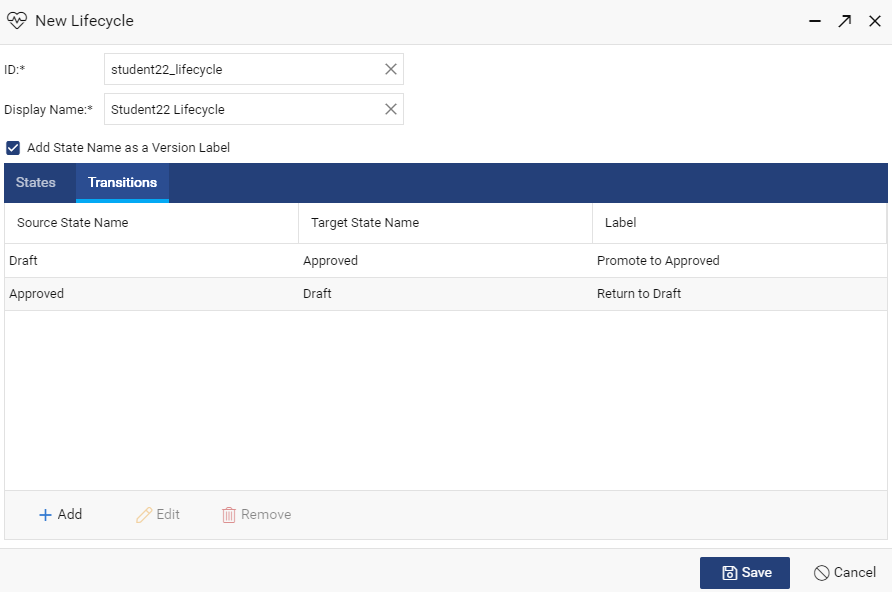 New Lifecycle
ID:* student22_lifecycle
Display Name:* Student22 Lifecycle
Add State Name as a Version Label
States Transitions
Source State Name Target State Name Label
Draft Approved Promote to Approved
Approved Draft Return to Draft
Add Edit Remove
Save Cancel